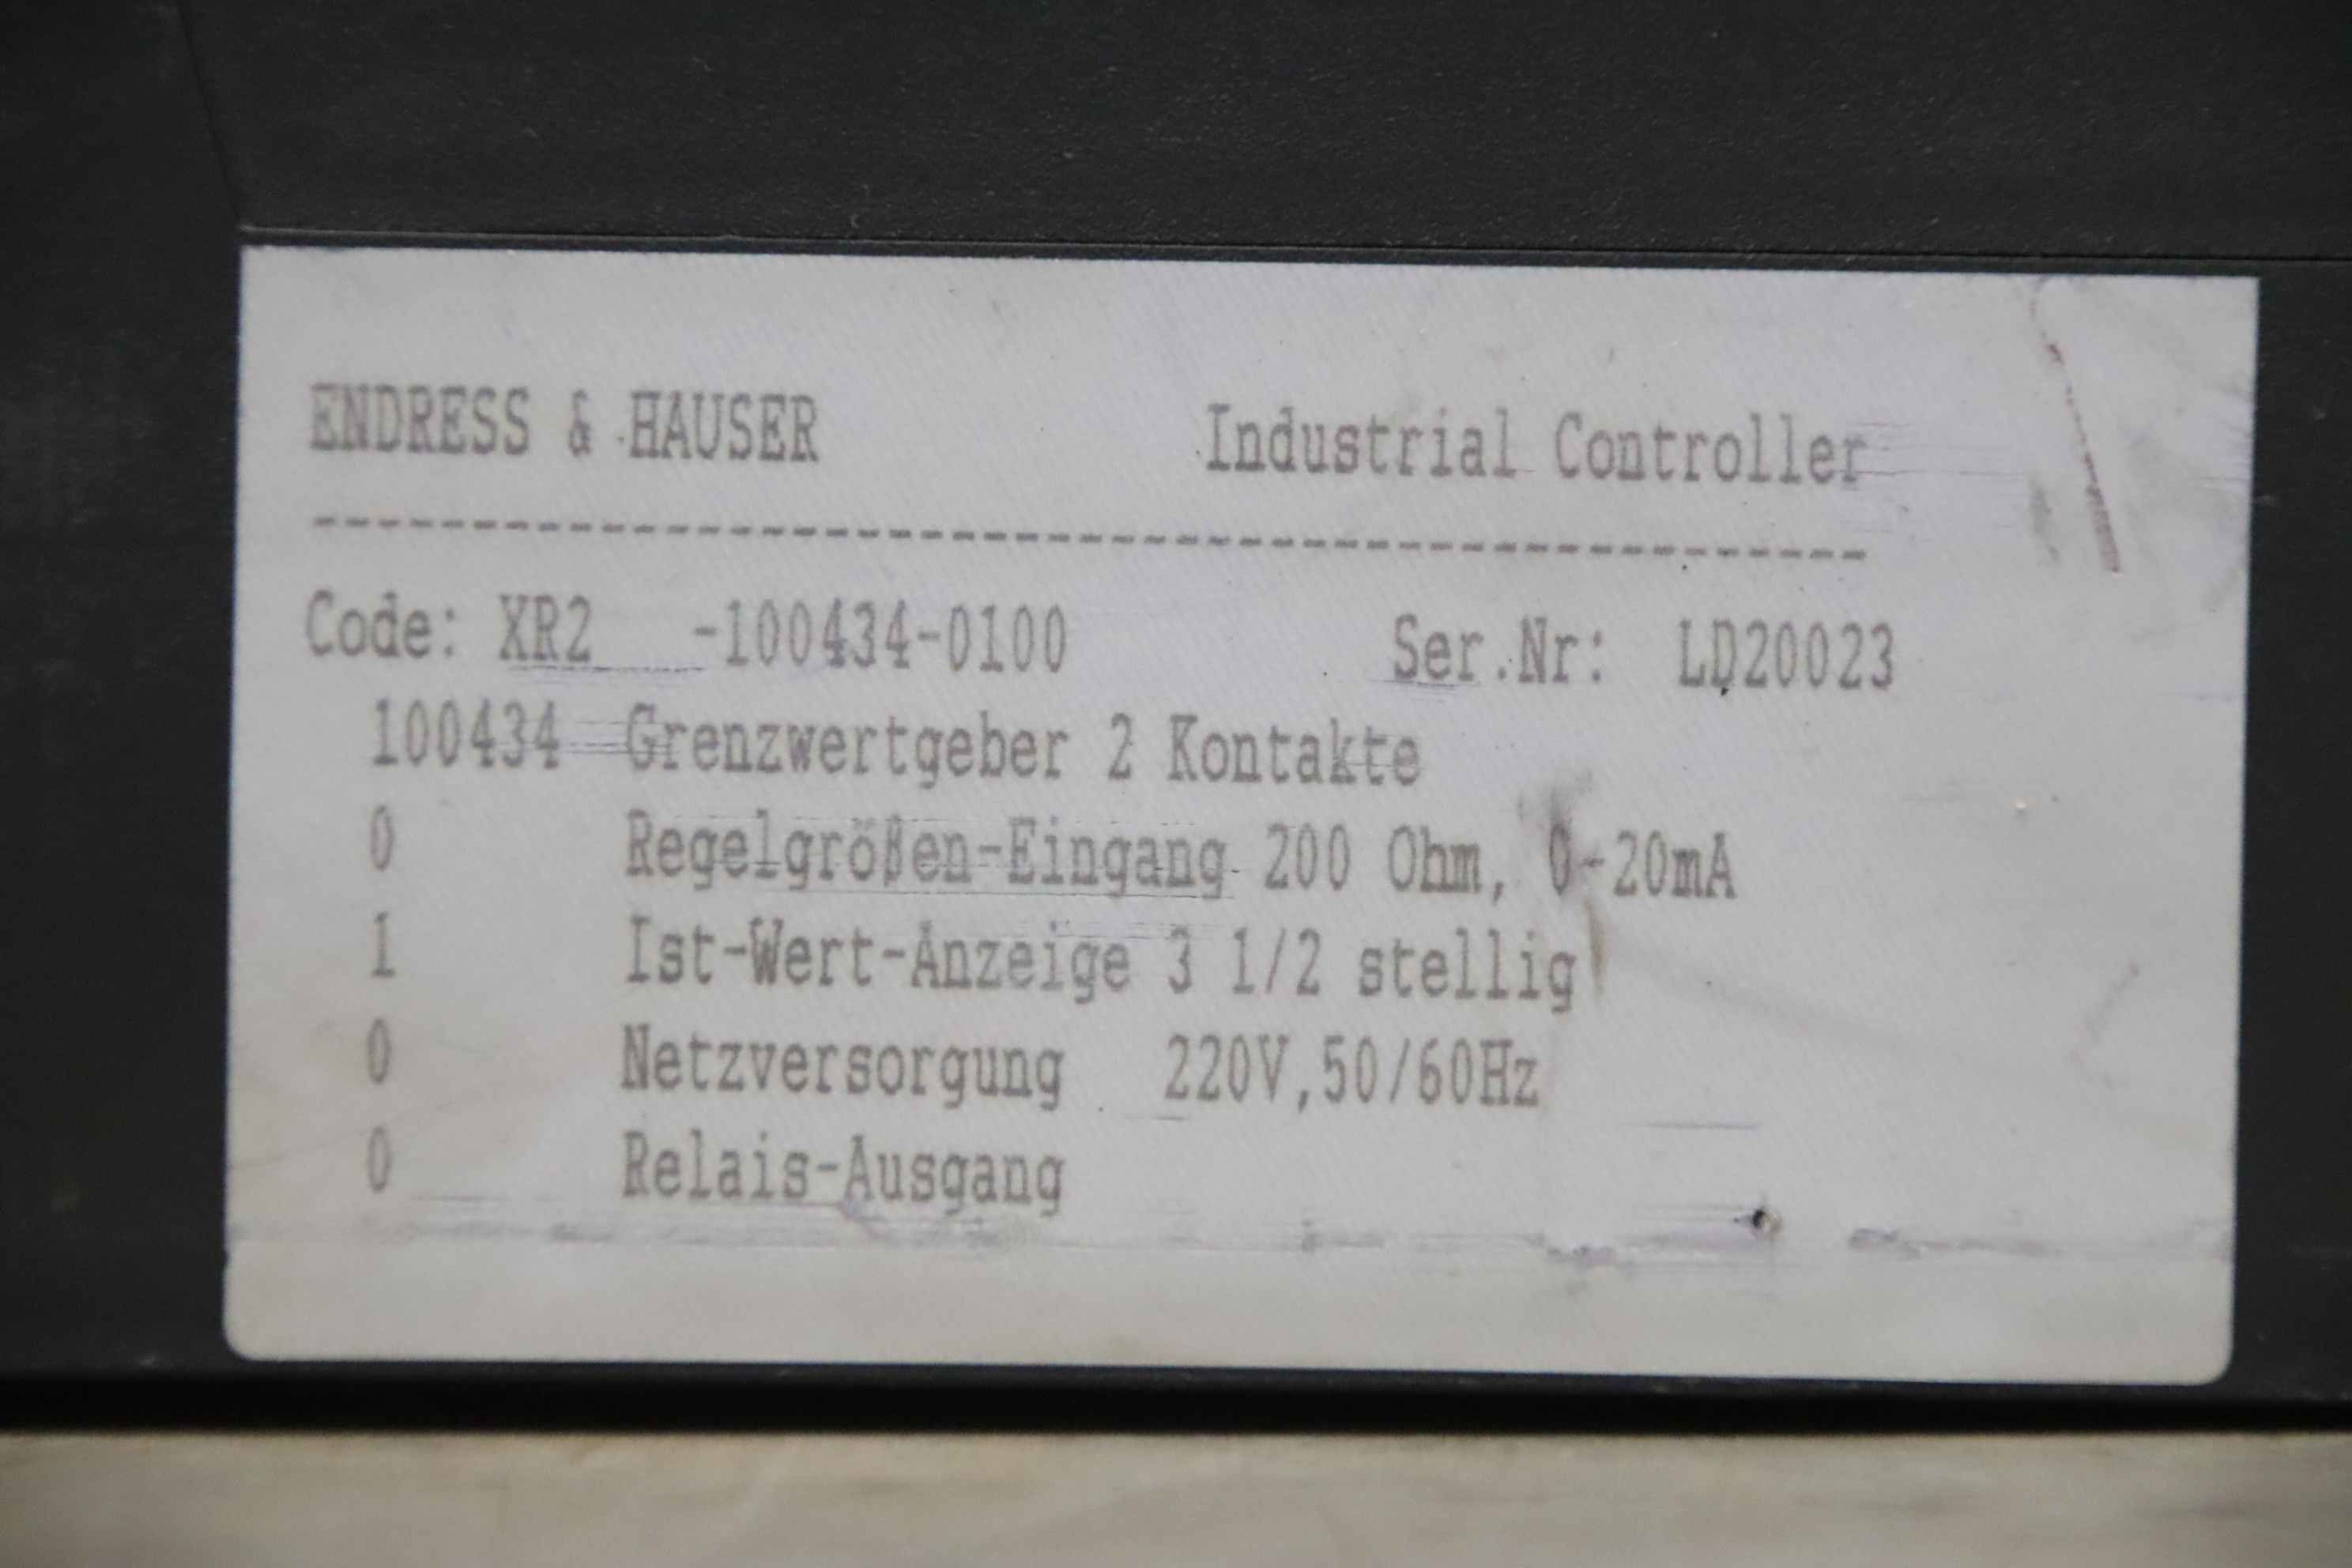 ENDRESS & HAUSER Industrial Controller
-------------------------------------------------
Code: XR2 -100434-0100 Ser.Nr: LD20023
100434 Grenzwertgeber 2 Kontakte
0 Regelgrößen-Eingang 200 Ohm, 0-20mA
1 Ist-Wert-Anzeige 3 1/2 stellig
0 Netzversorgung 220V,50/60Hz
0 Relais-Ausgang